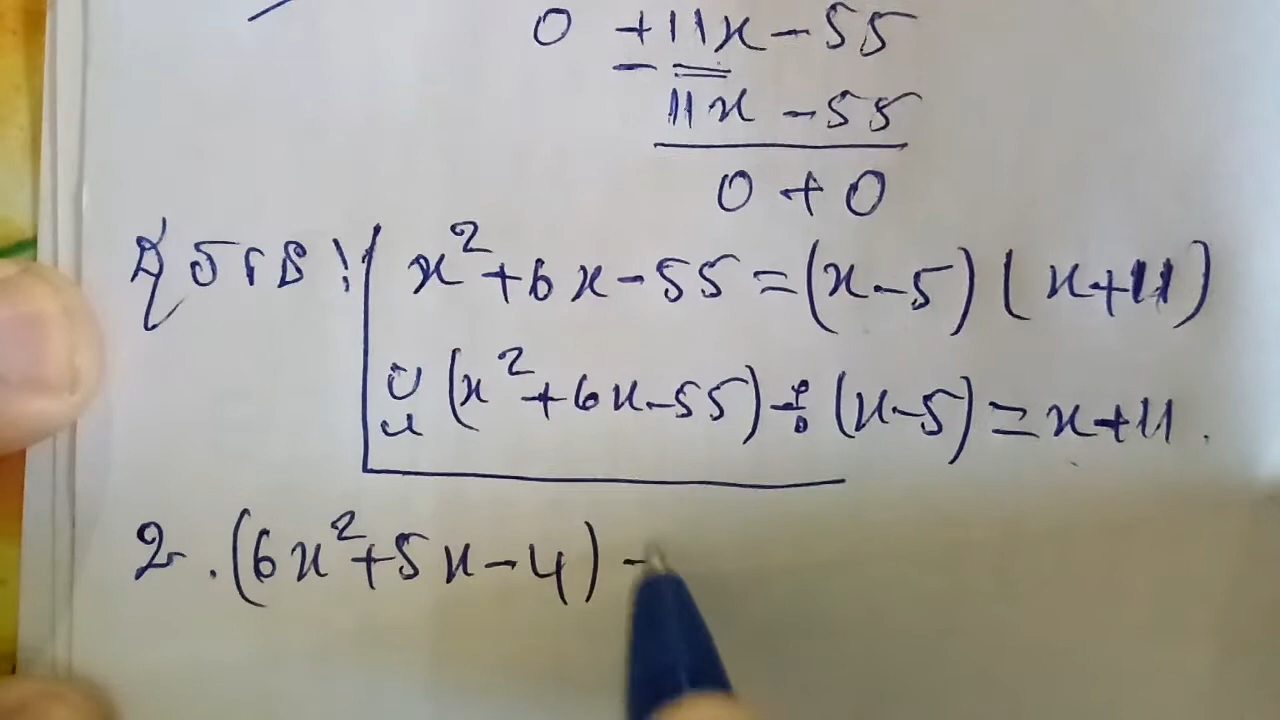 0 +11x-55
11x -55
0 + 0
x²+6x-55=(x-5)(x+11)
(x²+6x-55)÷(x-5)=x+11.
2.(6x²+5x-4) -